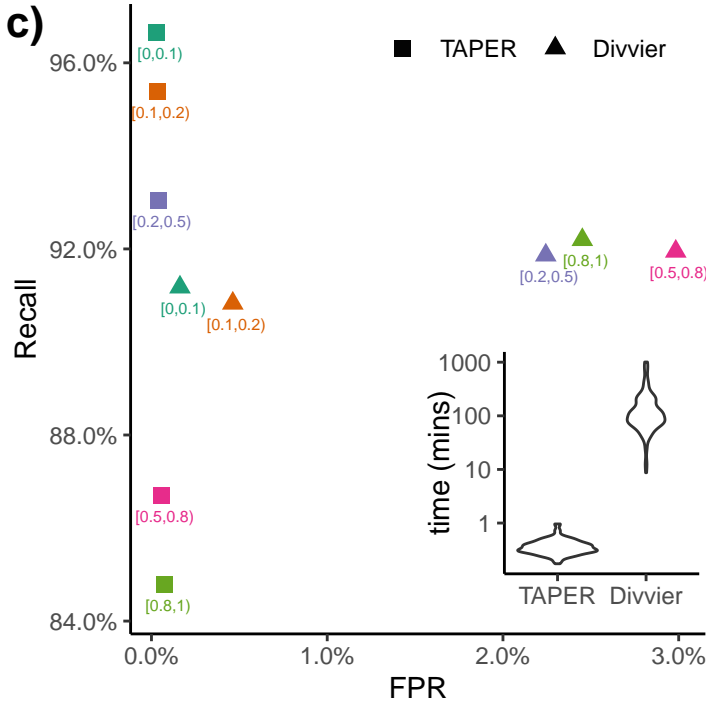 c)
TAPER Divvier
96.0%
92.0%
88.0%
84.0%
Recall
[0,0.1)
[0.1,0.2)
[0.2,0.5)
[0,0.1)
[0.1,0.2)
[0.2,0.5)
[0.8,1)
[0.5,0.8)
[0.5,0.8)
[0.8,1)
1000
100
10
1
time (mins)
TAPER Divvier
0.0% 1.0% 2.0% 3.0%
FPR